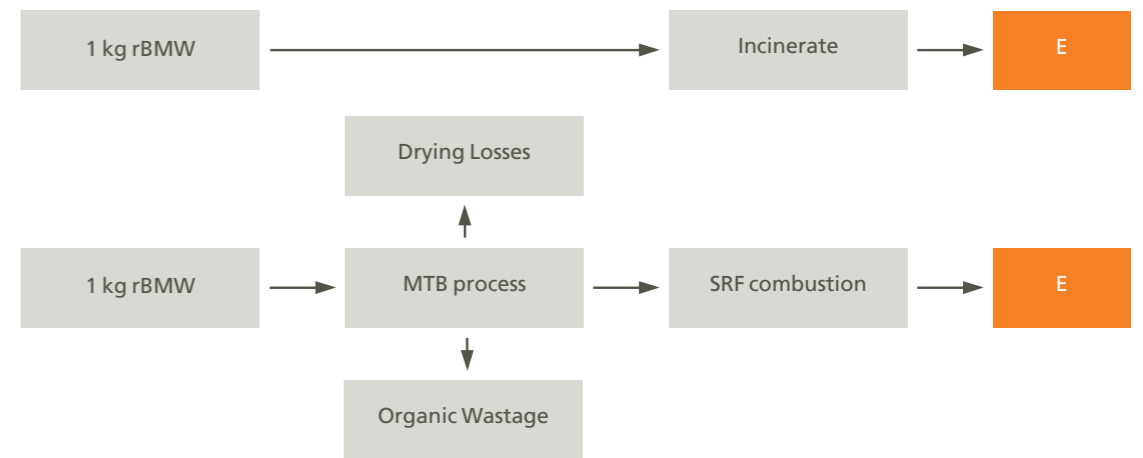 1 kg rBMW
Incinerate
E
Drying Losses
1 kg rBMW
MTB process
SRF combustion
E
Organic Wastage